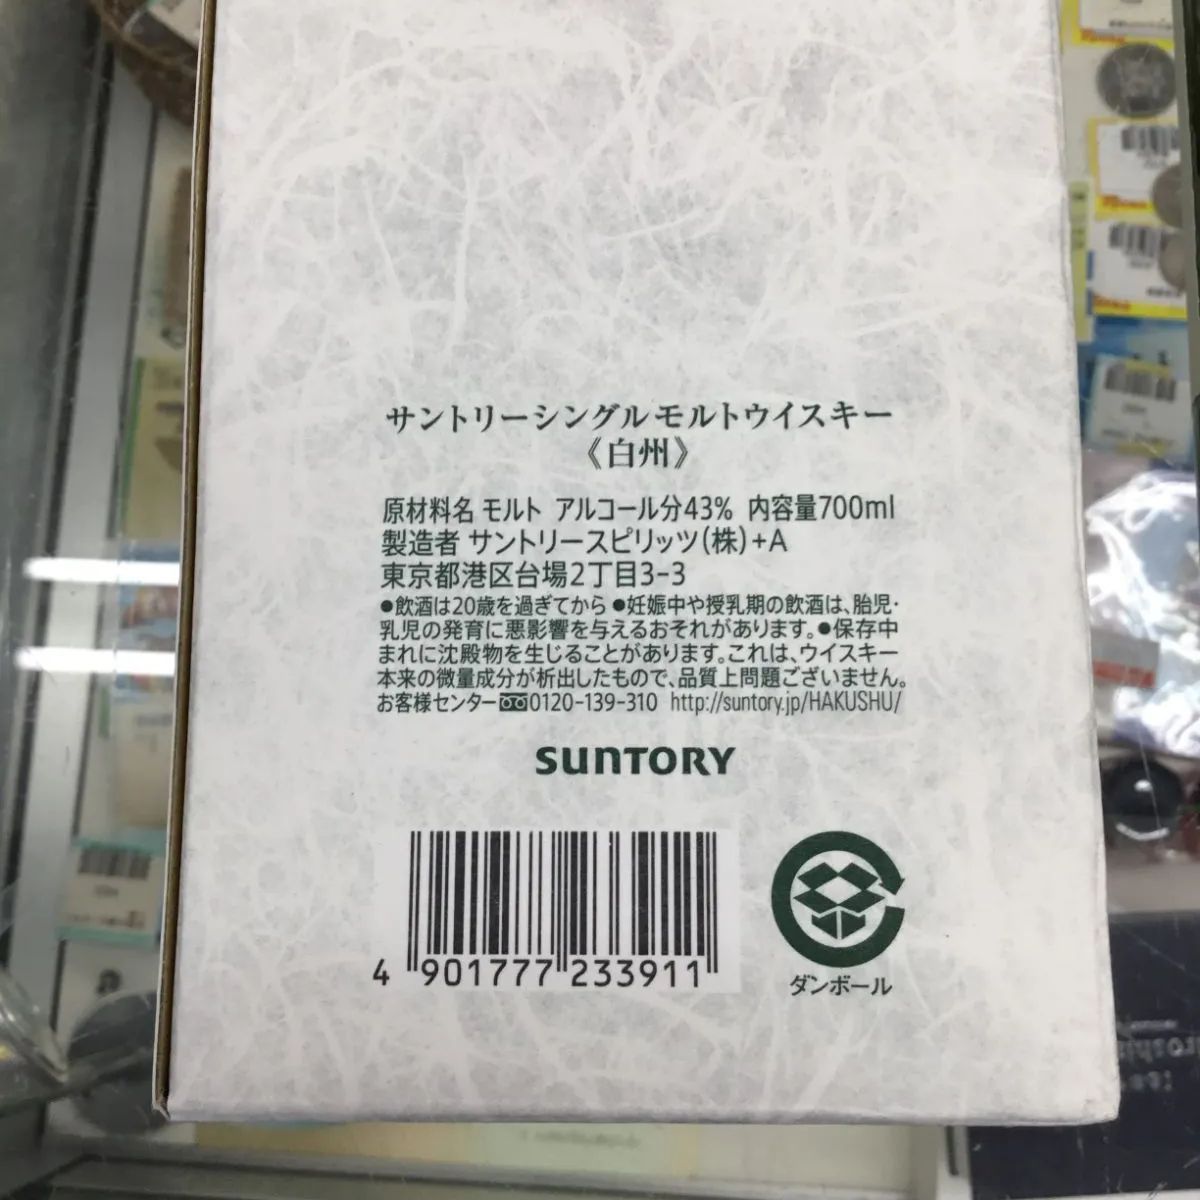 サントリーシングルモルトウイスキー
《白州》
原材料名 モルト アルコール分43% 内容量700ml
製造者 サントリースピリッツ(株)+A
東京都港区台場2丁目3-3
●飲酒は20歳を過ぎてから ●妊娠中や授乳期の飲酒は、胎児・
乳児の発育に悪影響を与えるおそれがあります。●保存中
まれに沈殿物を生じることがあります。これは、ウイスキー
本来の微量成分が析出したもので、品質上問題ございません。
お客様センター 0120-139-310 http://suntory.jp/HAKUSHU/
SUNTORY
4 901777 233911
ダンボール